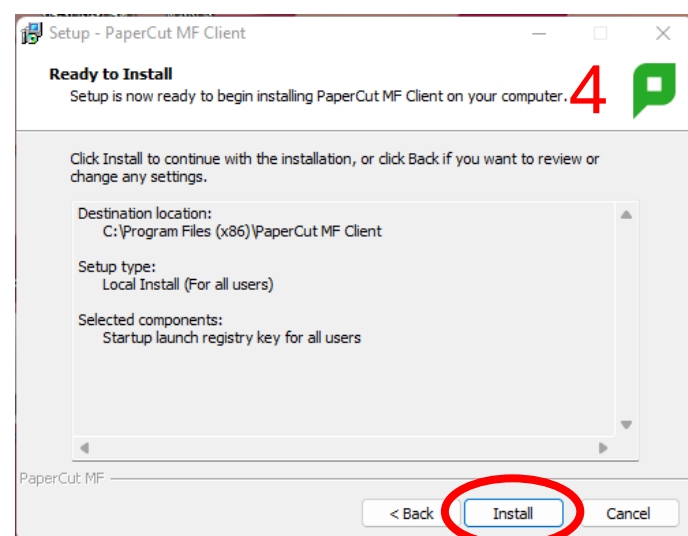 Setup - PaperCut MF Client
Ready to Install
Setup is now ready to begin installing PaperCut MF Client on your computer.
4
Click Install to continue with the installation, or click Back if you want to review or
change any settings.
Destination location:
C:\Program Files (x86)\PaperCut MF Client
Setup type:
Local Install (For all users)
Selected components:
Startup launch registry key for all users
PaperCut MF
< Back
Install
Cancel